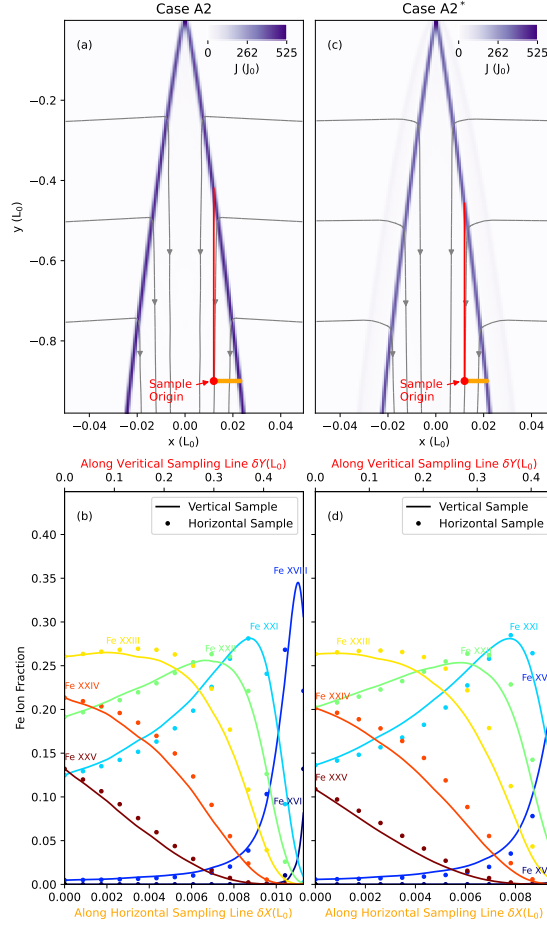 Case A2
Case A2*
(a)
0 262 525
J (J0)
(c)
0 262 525
J (J0)
−0.2
−0.4
−0.6
−0.8
y (L0)
Sample
Origin
Sample
Origin
−0.04 −0.02 0.00 0.02 0.04
x (L0)
−0.04 −0.02 0.00 0.02 0.04
x (L0)
Along Veritical Sampling Line δY(L0)
Along Veritical Sampling Line δY(L0)
0.0 0.1 0.2 0.3 0.4
0.0 0.1 0.2 0.3 0.4
(b)
Vertical Sample
Horizontal Sample
(d)
Vertical Sample
Horizontal Sample
0.40
0.35
0.30
0.25
0.20
0.15
0.10
0.05
0.00
Fe Ion Fraction
Fe XVIII
Fe XXI
Fe XXIII
Fe XXIV
Fe XXV
Fe XXI
Fe XXIII
Fe XXIV
Fe XXV
0.000 0.002 0.004 0.006 0.008 0.010
Along Horizontal Sampling Line δX(L0)
0.000 0.002 0.004 0.006 0.008
Along Horizontal Sampling Line δX(L0)